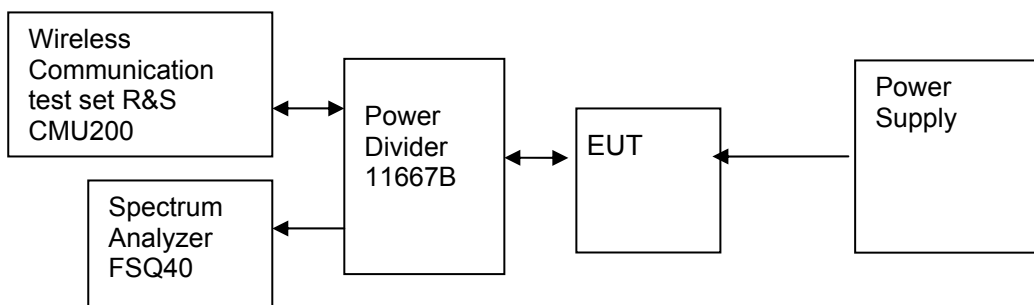 Wireless
Communication
test set R&S
CMU200
Spectrum
Analyzer
FSQ40
Power
Divider
11667B
EUT
Power
Supply